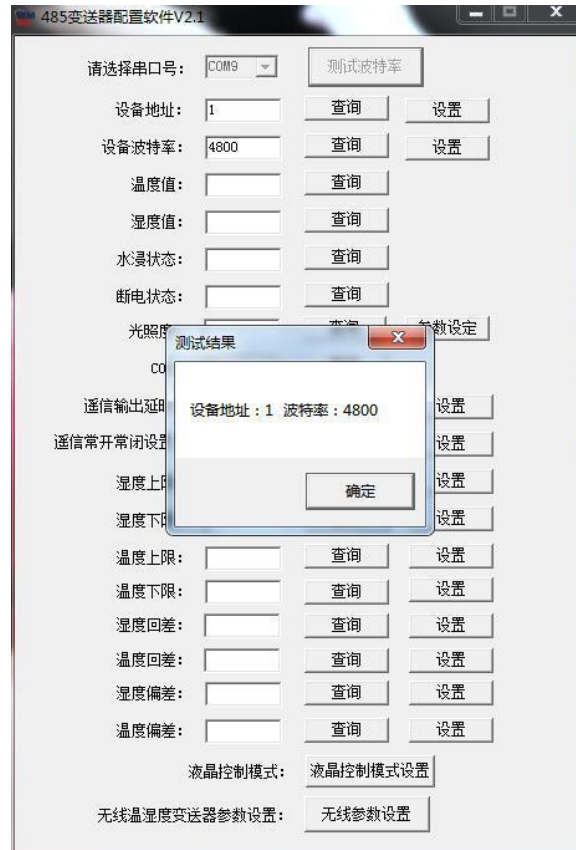 485变送器配置软件V2.1
请选择串口号： COM9 测试波特率
设备地址： 1 查询 设置
设备波特率： 4800 查询 设置
温度值： 查询
湿度值： 查询
水浸状态： 查询
断电状态： 查询
光照度 查询 参数设定
测试结果
CO
设备地址：1 波特率：4800
确定
遥信输出延时 设置
遥信常开常闭设置 设置
湿度上限 设置
湿度下限 设置
温度上限： 查询 设置
温度下限： 查询 设置
湿度回差： 查询 设置
温度回差： 查询 设置
湿度偏差： 查询 设置
温度偏差： 查询 设置
液晶控制模式： 液晶控制模式设置
无线温湿度变送器参数设置： 无线参数设置